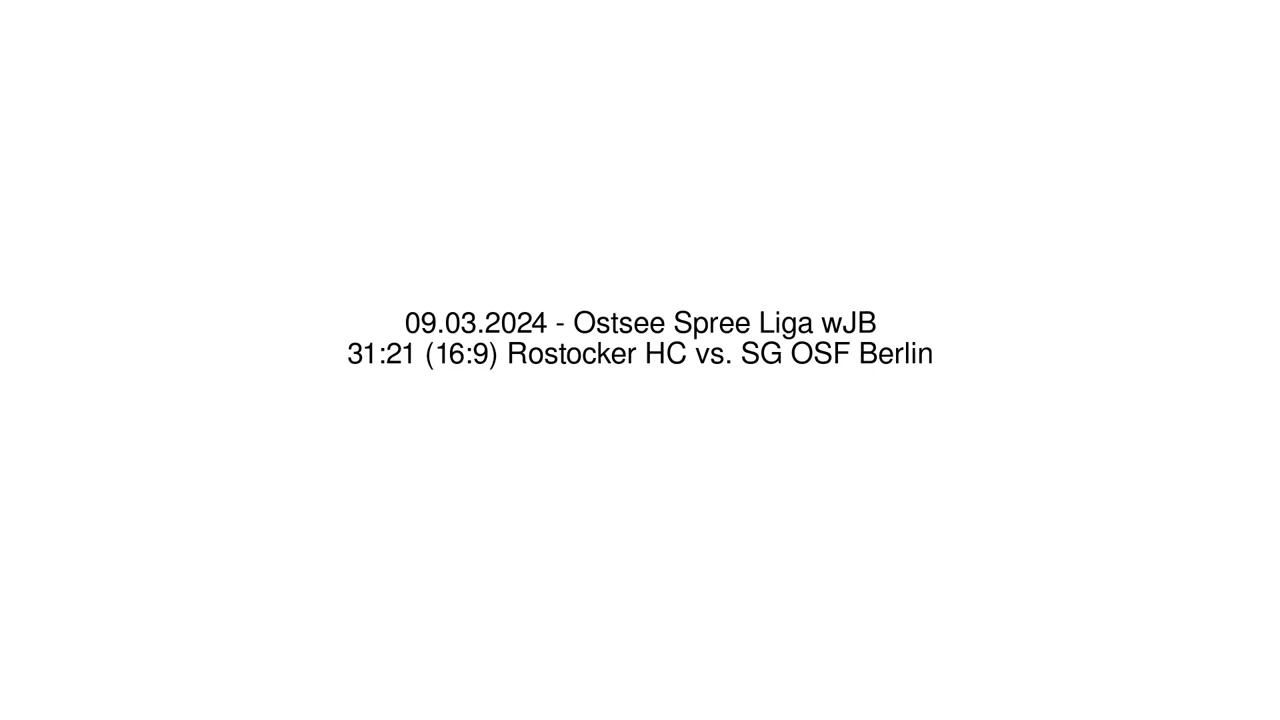 09.03.2024 - Ostsee Spree Liga wJB
31:21 (16:9) Rostocker HC vs. SG OSF Berlin